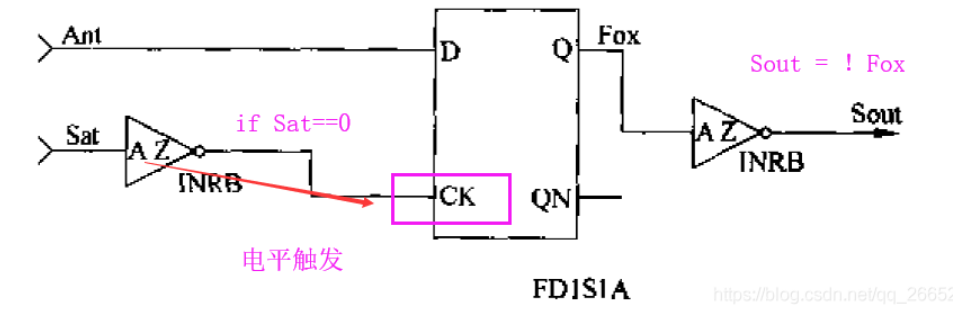 Ant
D
Q
Fox
Sout = ! Fox
Sat
A Z
INRB
if Sat==0
CK
QN
A Z
INRB
Sout
电平触发
FD1S1A
https://blog.csdn.net/qq_26652